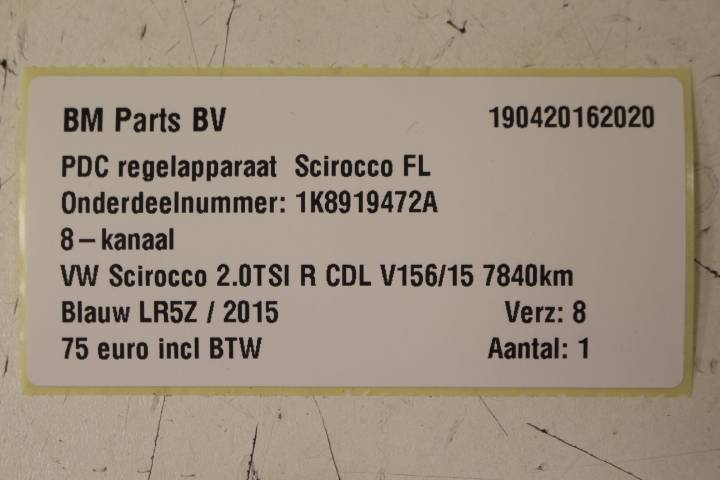 BM Parts BV 190420162020
PDC regelapparaat Scirocco FL
Onderdeelnummer: 1K8919472A
8-kanaal
VW Scirocco 2.0TSI R CDL V156/15 7840km
Blauw LR5Z / 2015 Verz: 8
75 euro incl BTW Aantal: 1